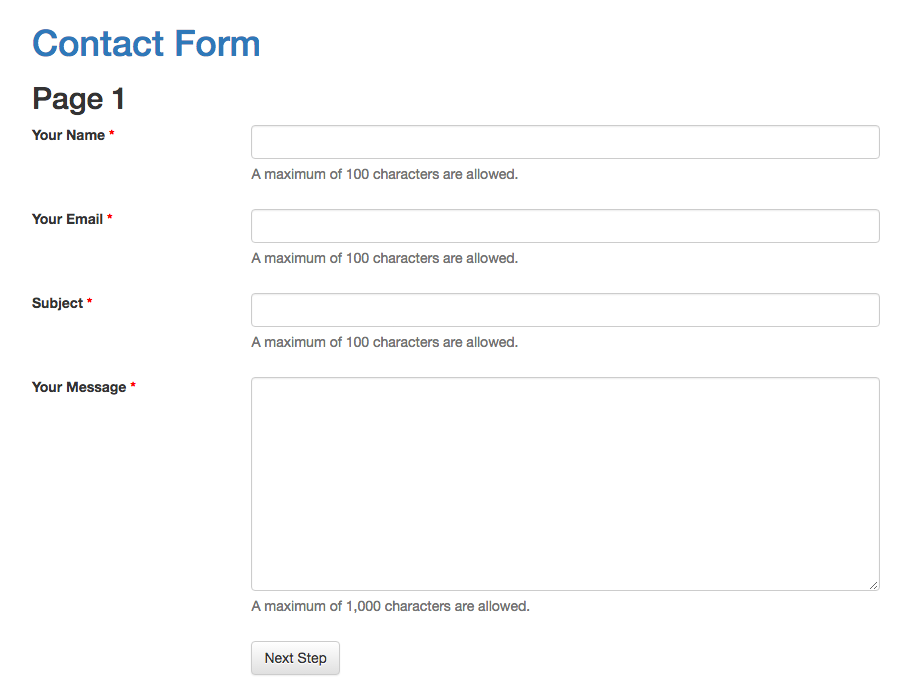 Contact Form
Page 1
Your Name *
A maximum of 100 characters are allowed.
Your Email *
A maximum of 100 characters are allowed.
Subject *
A maximum of 100 characters are allowed.
Your Message *
A maximum of 1,000 characters are allowed.
Next Step